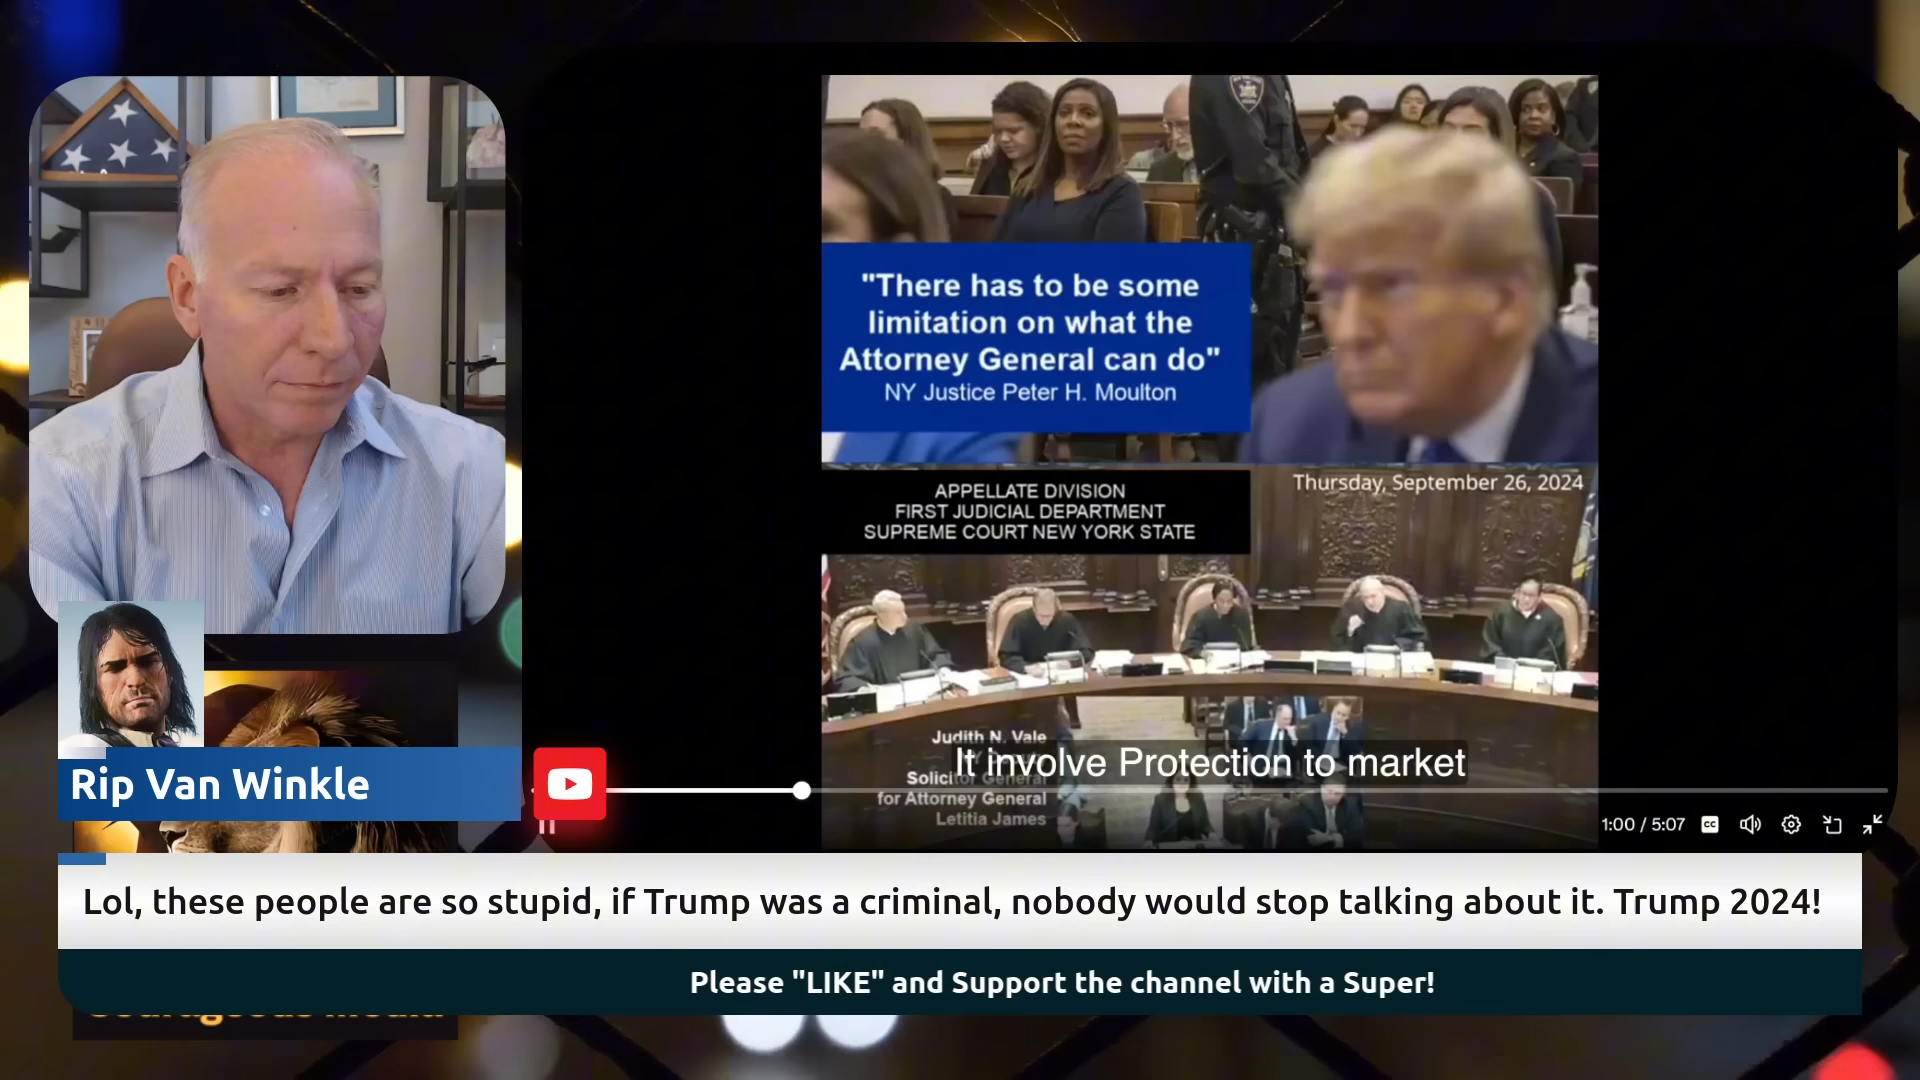 "There has to be some
limitation on what the
Attorney General can do"
NY Justice Peter H. Moulton
APPELLATE DIVISION
FIRST JUDICIAL DEPARTMENT
SUPREME COURT NEW YORK STATE
Thursday, September 26, 2024
Judith N. Vale
Solicitor General
for Attorney General
Letitia James
It involve Protection to market
1:00 / 5:07
CC
Rip Van Winkle
Lol, these people are so stupid, if Trump was a criminal, nobody would stop talking about it. Trump 2024!
Please "LIKE" and Support the channel with a Super!